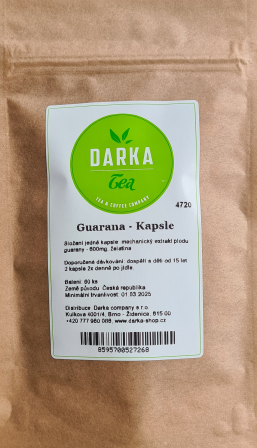 DARKA
Tea
TEA & COFFEE COMPANY
4720
Guarana - Kapsle
Složení jedné kapsle: mechanický extrakt plodu
guarany - 600mg, želatina
Doporučené dávkování: dospělí a děti od 15 let
2 kapsle 2x denně po jídle.
Balení: 80 ks
Země původu: Česká republika
Minimální trvanlivost: 01.03.2025
Distribuce: Darka company s.r.o.
Kulkova 4001/4, Brno - Židenice, 615 00
+420 777 960 086, www.darka-shop.cz
8595700527268